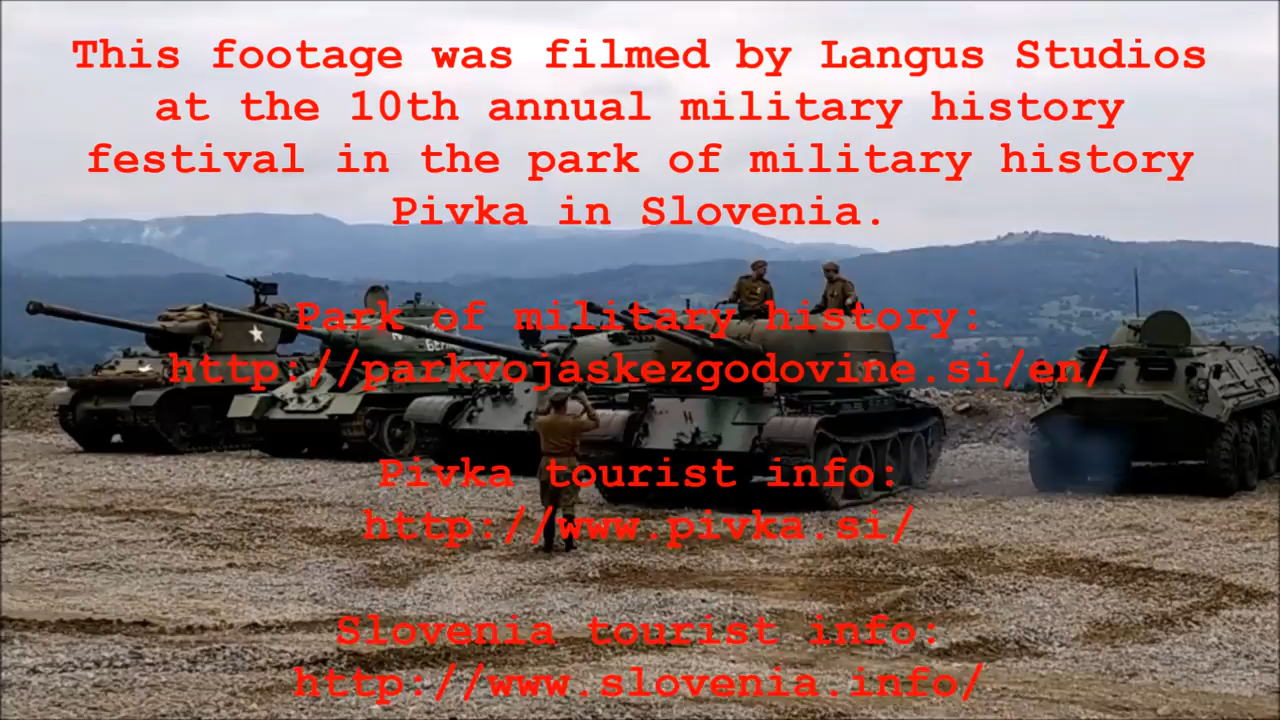 This footage was filmed by Langus Studios
at the 10th annual military history
festival in the park of military history
Pivka in Slovenia.
Park of military history:
http://parkvojaskezgodovine.si/en/
Pivka tourist info:
http://www.pivka.si/
Slovenia tourist info:
http://www.slovenia.info/